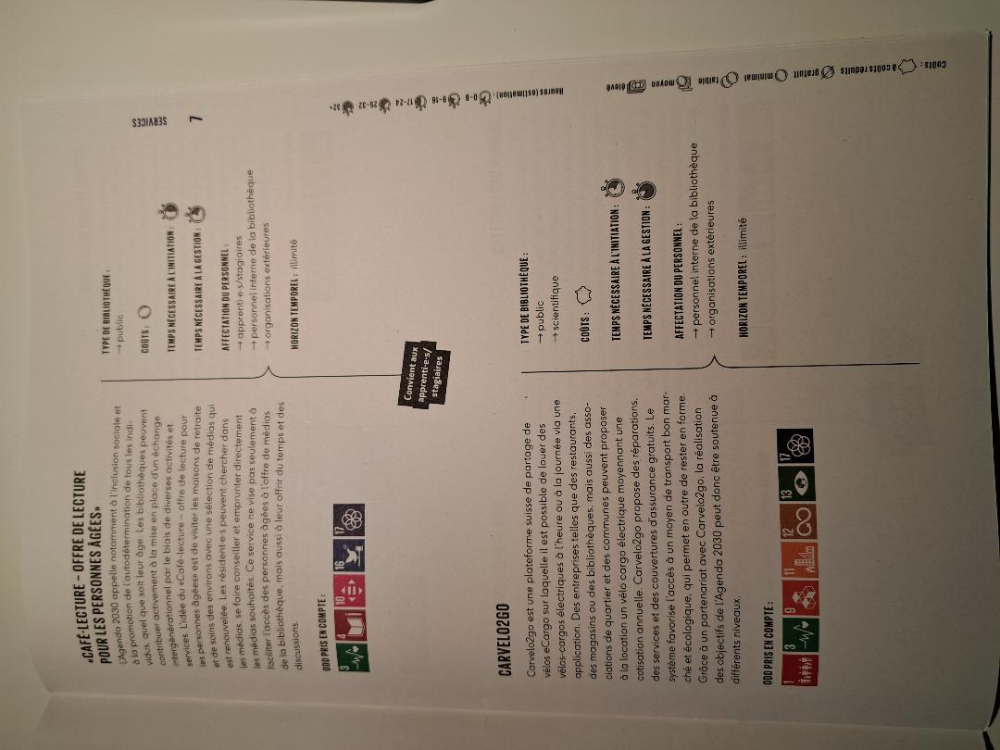 SERVICES
7
«CAFÉ-LECTURE – OFFRE DE LECTURE
POUR LES PERSONNES ÂGÉES»
L'Agenda 2030 appelle notamment à l'inclusion sociale et
à la promotion de l'autodétermination de tous les indi-
vidus, quel que soit leur âge. Les bibliothèques peuvent
contribuer activement à la mise en place d'un échange
intergénérationnel par le biais de diverses activités et
services. L'idée du «Café-lecture – offre de lecture pour
les personnes âgées» est de visiter les maisons de retraite
et de soins des environs avec une sélection de médias qui
est renouvelée. Les résident·e·s peuvent chercher dans
les médias, se faire conseiller et emprunter directement
les médias souhaités. Ce service ne vise pas seulement à
faciliter l'accès des personnes âgées à l'offre de médias
de la bibliothèque, mais aussi à leur offrir du temps et des
discussions.
ODD PRIS EN COMPTE :
3 4 10 16 17
TYPE DE BIBLIOTHÈQUE :
→ public
COÛTS :
TEMPS NÉCESSAIRE À L'INITIATION :
TEMPS NÉCESSAIRE À LA GESTION :
AFFECTATION DU PERSONNEL :
→ apprenti·e·s/stagiaires
→ personnel interne de la bibliothèque
→ organisations extérieures
HORIZON TEMPOREL : illimité
Convient aux
apprenti·e·s/
stagiaires
CARVELO2GO
Carvelo2go est une plateforme suisse de partage de
vélos eCargo sur laquelle il est possible de louer des
vélos-cargos électriques à l'heure ou à la journée via une
application. Des entreprises telles que des restaurants,
des magasins ou des bibliothèques, mais aussi des asso-
ciations de quartier et des communes peuvent proposer
à la location un vélo cargo électrique moyennant une
cotisation annuelle. Carvelo2go propose des réparations,
des services et des couvertures d'assurance gratuits. Le
système favorise l'accès à un moyen de transport bon mar-
ché et écologique, qui permet en outre de rester en forme.
Grâce à un partenariat avec Carvelo2go, la réalisation
des objectifs de l'Agenda 2030 peut donc être soutenue à
différents niveaux.
ODD PRIS EN COMPTE :
1 3 9 11 12 13 17
TYPE DE BIBLIOTHÈQUE :
→ public
→ scientifique
COÛTS :
TEMPS NÉCESSAIRE À L'INITIATION :
TEMPS NÉCESSAIRE À LA GESTION :
AFFECTATION DU PERSONNEL :
→ personnel interne de la bibliothèque
→ organisations extérieures
HORIZON TEMPOREL : illimité
Heures (estimation) : 0-8 9-16 17-24 25-32 32+
Coûts : à coûts réduits gratuit minimal faible moyen élevé